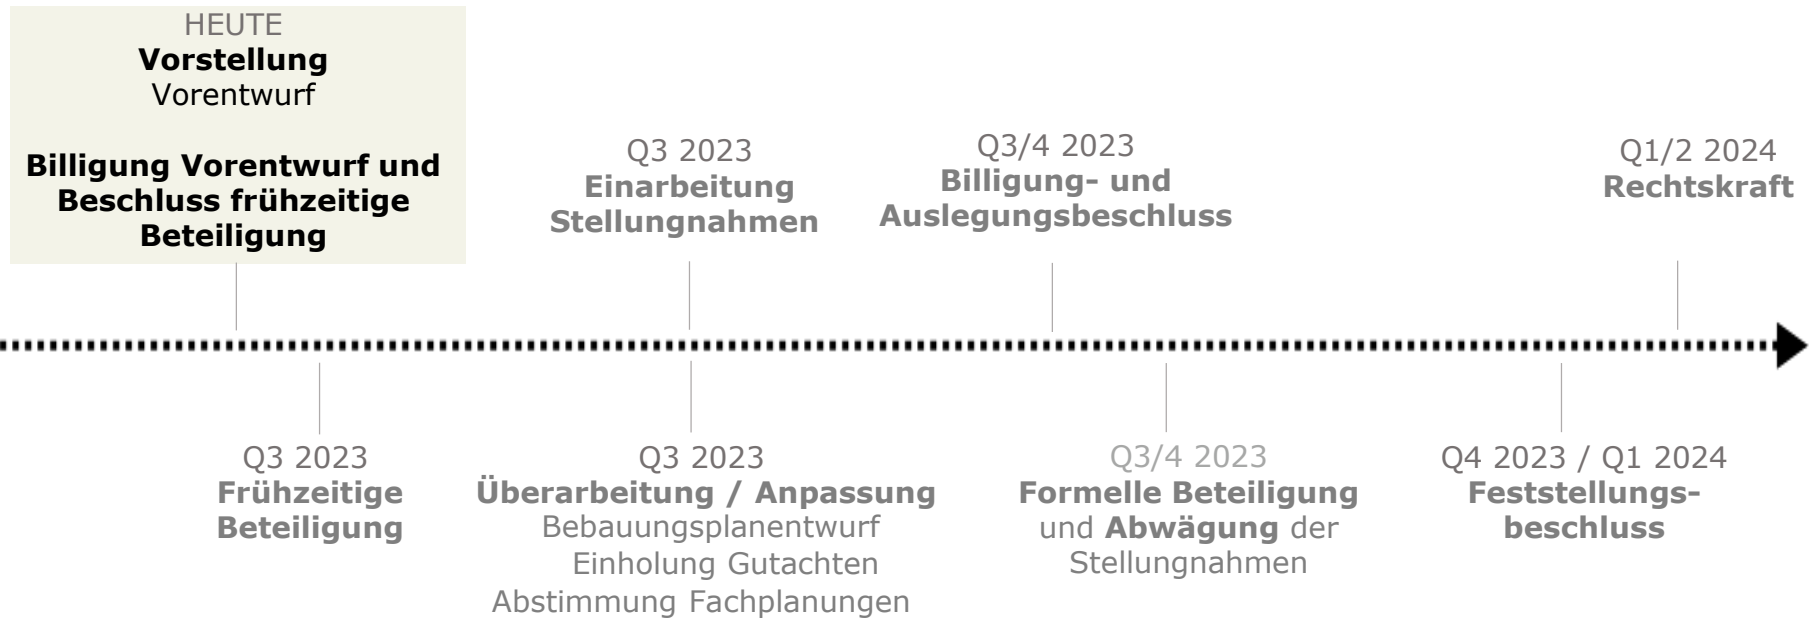 HEUTE
Vorstellung
Vorentwurf
Billigung Vorentwurf und
Beschluss frühzeitige
Beteiligung
Q3 2023
Einarbeitung
Stellungnahmen
Q3/4 2023
Billigung- und
Auslegungsbeschluss
Q1/2 2024
Rechtskraft
Q3 2023
Frühzeitige
Beteiligung
Q3 2023
Überarbeitung / Anpassung
Bebauungsplanentwurf
Einholung Gutachten
Abstimmung Fachplanungen
Q3/4 2023
Formelle Beteiligung
und Abwägung der
Stellungnahmen
Q4 2023 / Q1 2024
Feststellungs-
beschluss